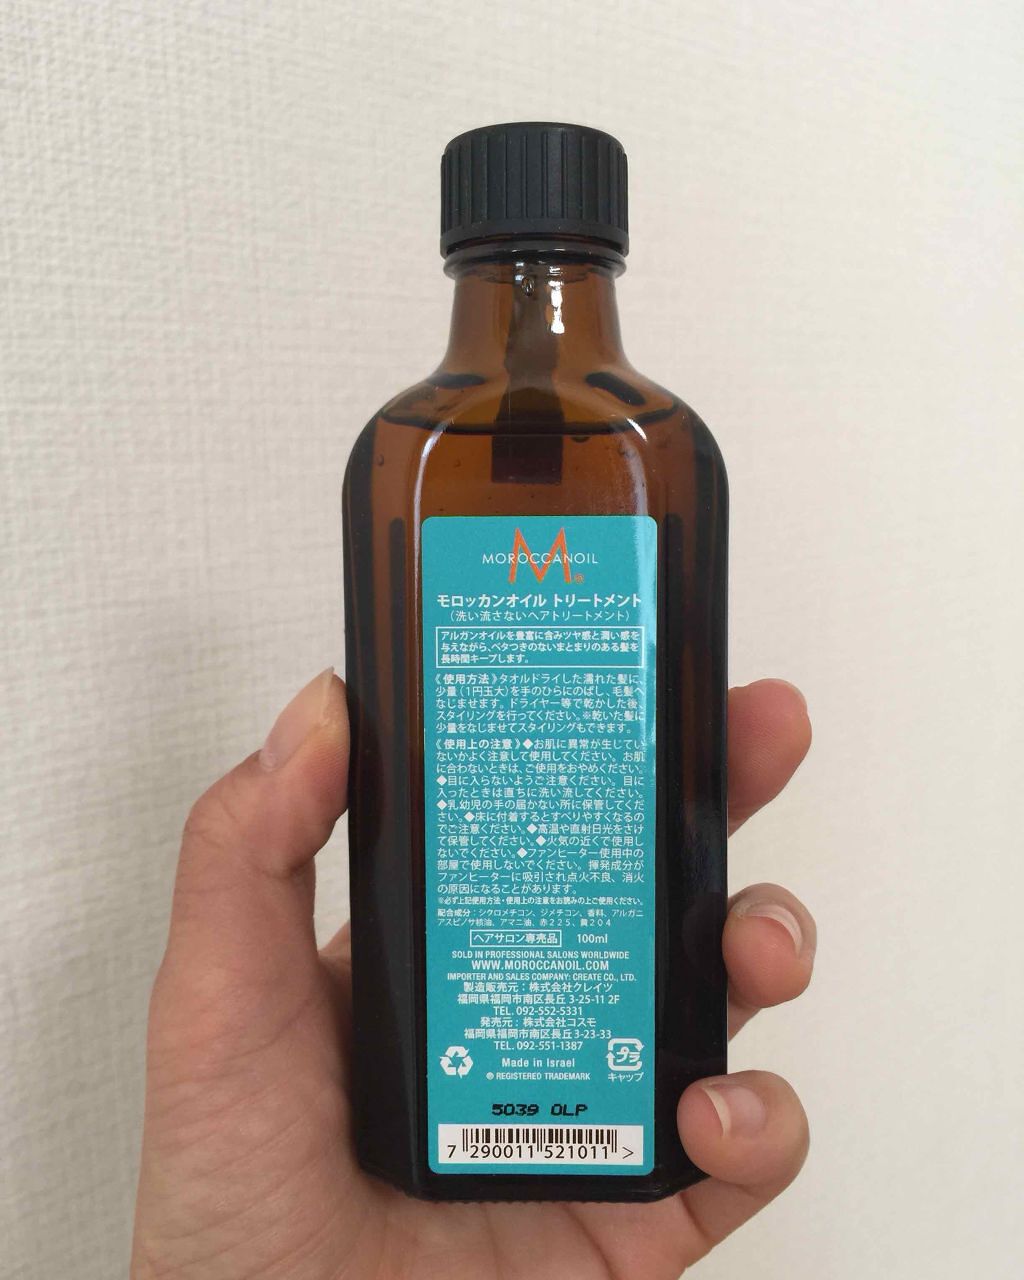 MOROCCANOIL
M®
モロッカンオイル トリートメント
（洗い流さないヘアトリートメント）
アルガンオイルを豊富に含みツヤ感と潤い感を
与えながら、ベタつきのないまとまりのある髪を
長時間キープします。
《使用方法》タオルドライした濡れた髪に、
少量（1円玉大）を手のひらにのばし、毛髪へ
なじませます。ドライヤー等で乾かした後、
スタイリングを行ってください。※乾いた髪に
少量をなじませてスタイリングもできます。
《使用上の注意》◆お肌に異常が生じてい
ないかよく注意して使用してください。お肌
に合わないときは、ご使用をおやめください。
◆目に入らないようご注意ください。目に
入ったときは直ちに洗い流してください。
◆乳幼児の手の届かない所に保管してくだ
さい。◆床に付着するとすべりやすくなるの
でご注意ください。◆高温や直射日光をさけ
て保管してください。◆火気の近くで使用し
ないでください。◆ファンヒーター使用中の
部屋で使用しないでください。揮発成分が
ファンヒーターに吸引され点火不良、消火
の原因になることがあります。
※必ず上記使用方法・使用上の注意をお読みの上ご使用ください。
配合成分：シクロメチコン、ジメチコン、香料、アルガニ
アスピノサ核油、アマニ油、赤225、黄204
ヘアサロン専売品 100ml
SOLD IN PROFESSIONAL SALONS WORLDWIDE
WWW.MOROCCANOIL.COM
IMPORTER AND SALES COMPANY: CREATE CO., LTD.
製造販売元：株式会社クレイツ
福岡県福岡市南区長丘 3-25-11 2F
TEL. 092-552-5331
発売元：株式会社コスモ
福岡県福岡市南区長丘 3-23-33
TEL. 092-551-1387
Made in Israel
® REGISTERED TRADEMARK
プラ
キャップ
5039 OLP
7 290011 521011 >